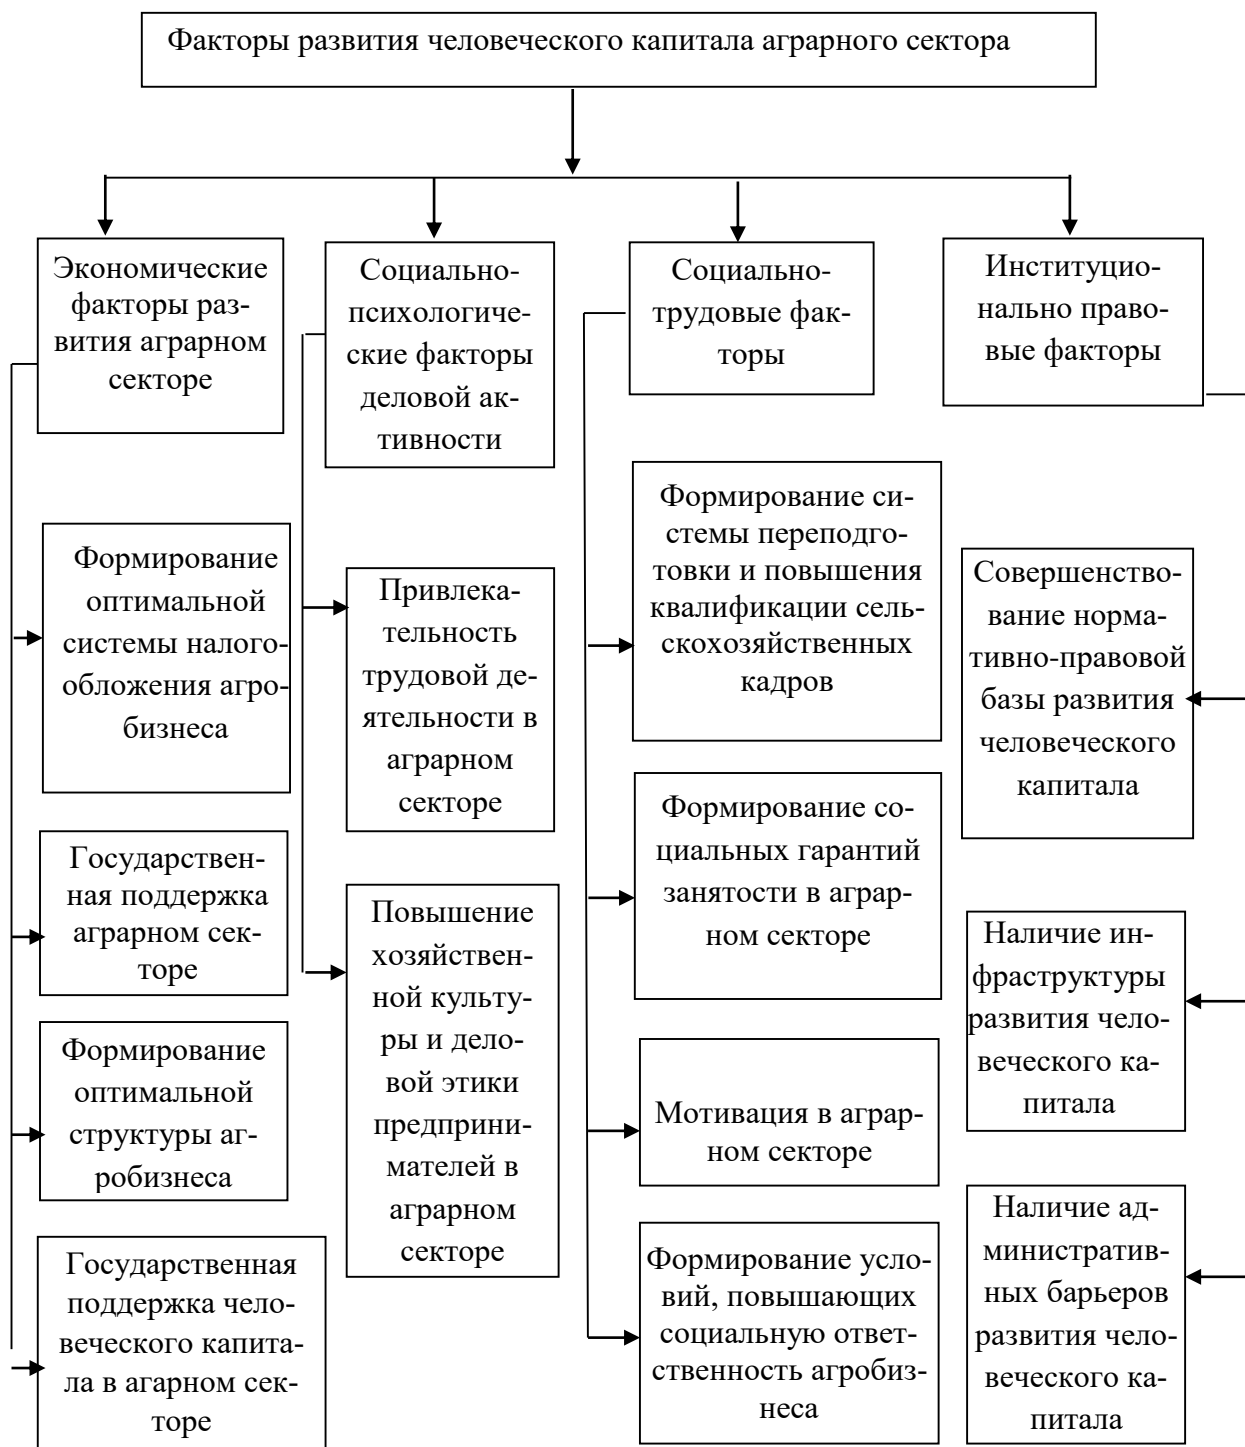 Факторы развития человеческого капитала аграрного сектора
Экономические
факторы раз-
вития аграрном
секторе
Социально-
психологиче-
ские факторы
деловой ак-
тивности
Социально-
трудовые фак-
торы
Институцио-
нально право-
вые факторы
Формирование
оптимальной
системы налого-
обложения агро-
бизнеса
Государствен-
ная поддержка
аграрном сек-
торе
Формирование
оптимальной
структуры аг-
робизнеса
Государственная
поддержка чело-
веческого капита-
ла в агарном сек-
торе
Привлека-
тельность
трудовой де-
ятельности в
аграрном
секторе
Повышение
хозяйствен-
ной культу-
ры и дело-
вой этики
предприни-
мателей в
аграрном
секторе
Формирование си-
стемы переподго-
товки и повышения
квалификации сель-
скохозяйственных
кадров
Формирование со-
циальных гарантий
занятости в аграр-
ном секторе
Мотивация в аграр-
ном секторе
Формирование усло-
вий, повышающих
социальную ответ-
ственность агробиз-
неса
Совершенство-
вание норма-
тивно-правовой
базы развития
человеческого
капитала
Наличие ин-
фраструктуры
развития чело-
веческого ка-
питала
Наличие ад-
министратив-
ных барьеров
развития чело-
веческого ка-
питала